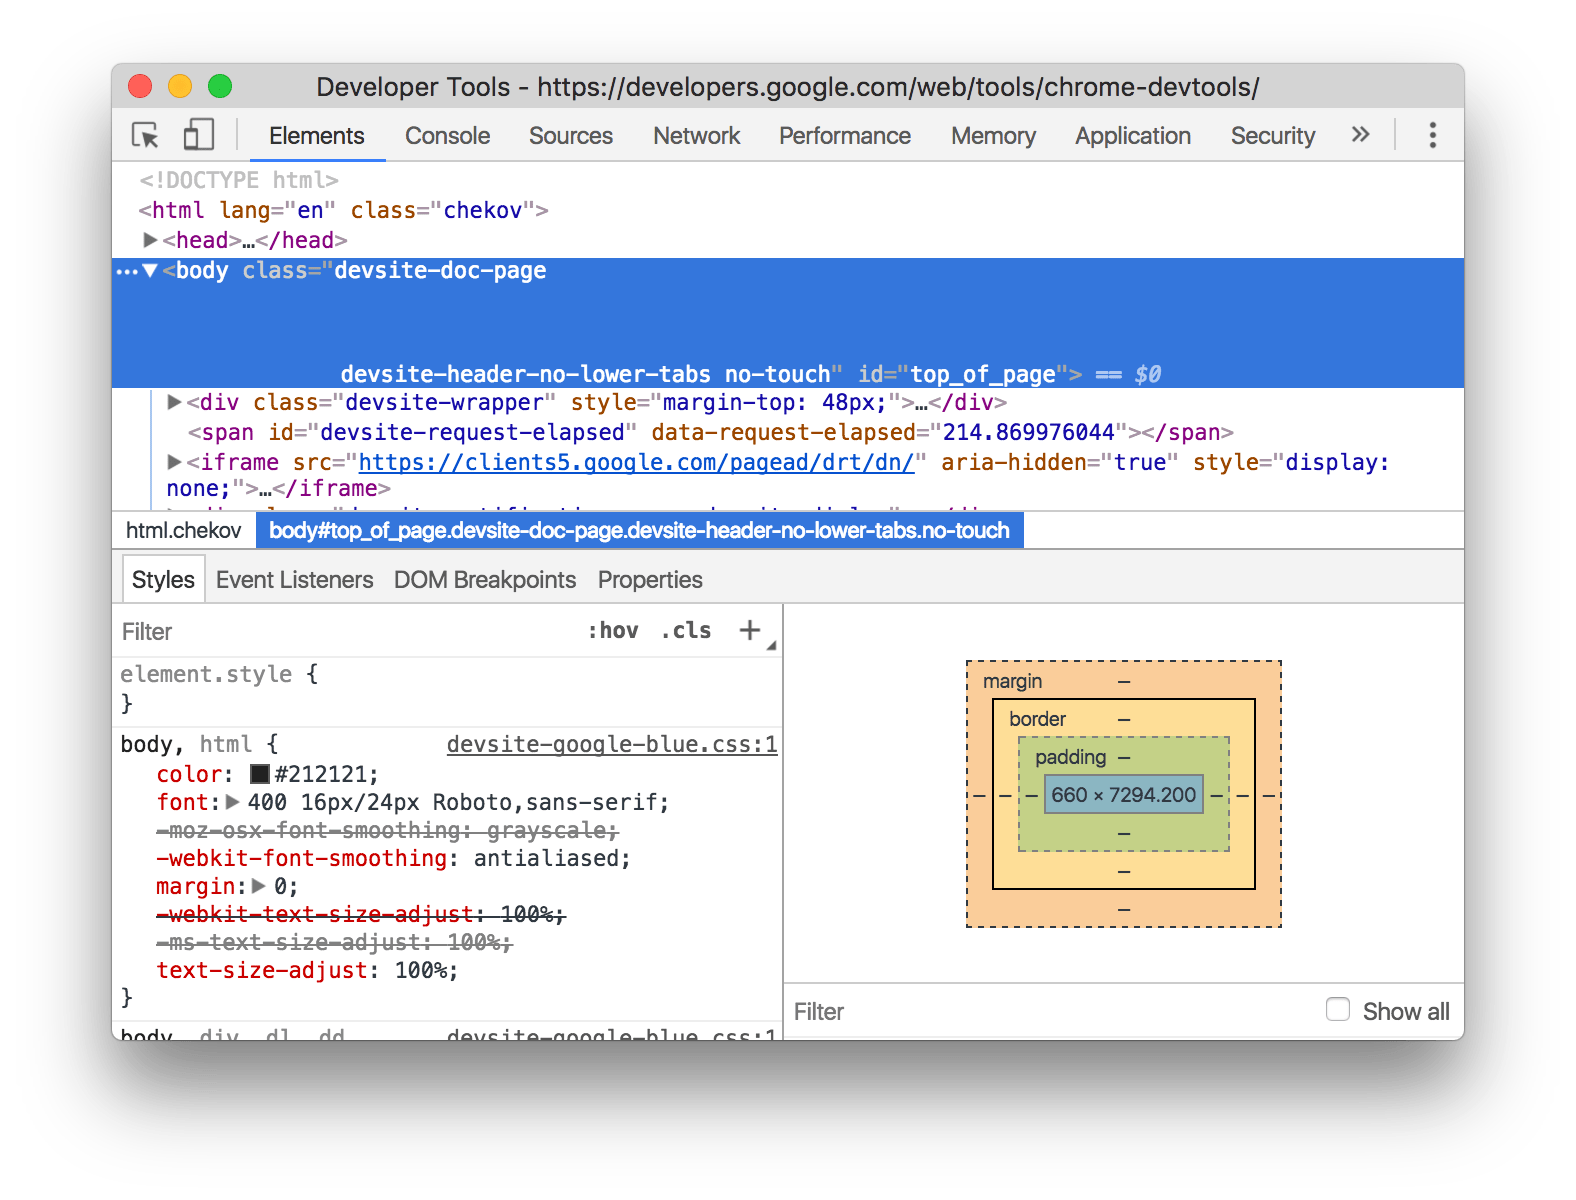 Developer Tools - https://developers.google.com/web/tools/chrome-devtools/
Elements Console Sources Network Performance Memory Application Security »
<!DOCTYPE html>
<html lang="en" class="chekov">
▶<head>…</head>
…▼<body class="devsite-doc-page
devsite-header-no-lower-tabs no-touch" id="top_of_page"> == $0
▶<div class="devsite-wrapper" style="margin-top: 48px;">…</div>
<span id="devsite-request-elapsed" data-request-elapsed="214.869976044"></span>
▶<iframe src="https://clients5.google.com/pagead/drt/dn/" aria-hidden="true" style="display:
none;">…</iframe>
html.chekov body#top_of_page.devsite-doc-page.devsite-header-no-lower-tabs.no-touch
Styles Event Listeners DOM Breakpoints Properties
Filter :hov .cls +
element.style {
}
body, html { devsite-google-blue.css:1
color: #212121;
font:▶400 16px/24px Roboto,sans-serif;
-moz-osx-font-smoothing: grayscale;
-webkit-font-smoothing: antialiased;
margin:▶0;
-webkit-text-size-adjust: 100%;
-ms-text-size-adjust: 100%;
text-size-adjust: 100%;
}
body, div, dl, dd, devsite-google-blue.css:1
margin –
border –
padding –
– – – 660 × 7294.200 – – –
–
–
–
Filter Show all